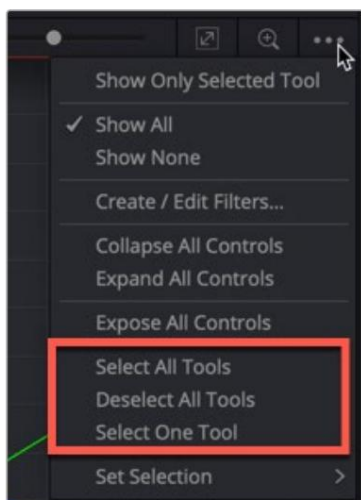 Show Only Selected Tool
Show All
Show None
Create / Edit Filters...
Collapse All Controls
Expand All Controls
Expose All Controls
Select All Tools
Deselect All Tools
Select One Tool
Set Selection